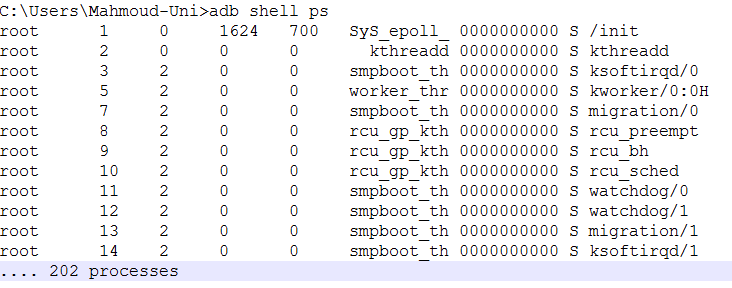 C:\Users\Mahmoud-Uni>adb shell ps
root 1 0 1624 700 SyS_epoll_ 0000000000 S /init
root 2 0 0 0 kthreadd 0000000000 S kthreadd
root 3 2 0 0 smpboot_th 0000000000 S ksoftirqd/0
root 5 2 0 0 worker_thr 0000000000 S kworker/0:0H
root 7 2 0 0 smpboot_th 0000000000 S migration/0
root 8 2 0 0 rcu_gp_kth 0000000000 S rcu_preempt
root 9 2 0 0 rcu_gp_kth 0000000000 S rcu_bh
root 10 2 0 0 rcu_gp_kth 0000000000 S rcu_sched
root 11 2 0 0 smpboot_th 0000000000 S watchdog/0
root 12 2 0 0 smpboot_th 0000000000 S watchdog/1
root 13 2 0 0 smpboot_th 0000000000 S migration/1
root 14 2 0 0 smpboot_th 0000000000 S ksoftirqd/1
.... 202 processes